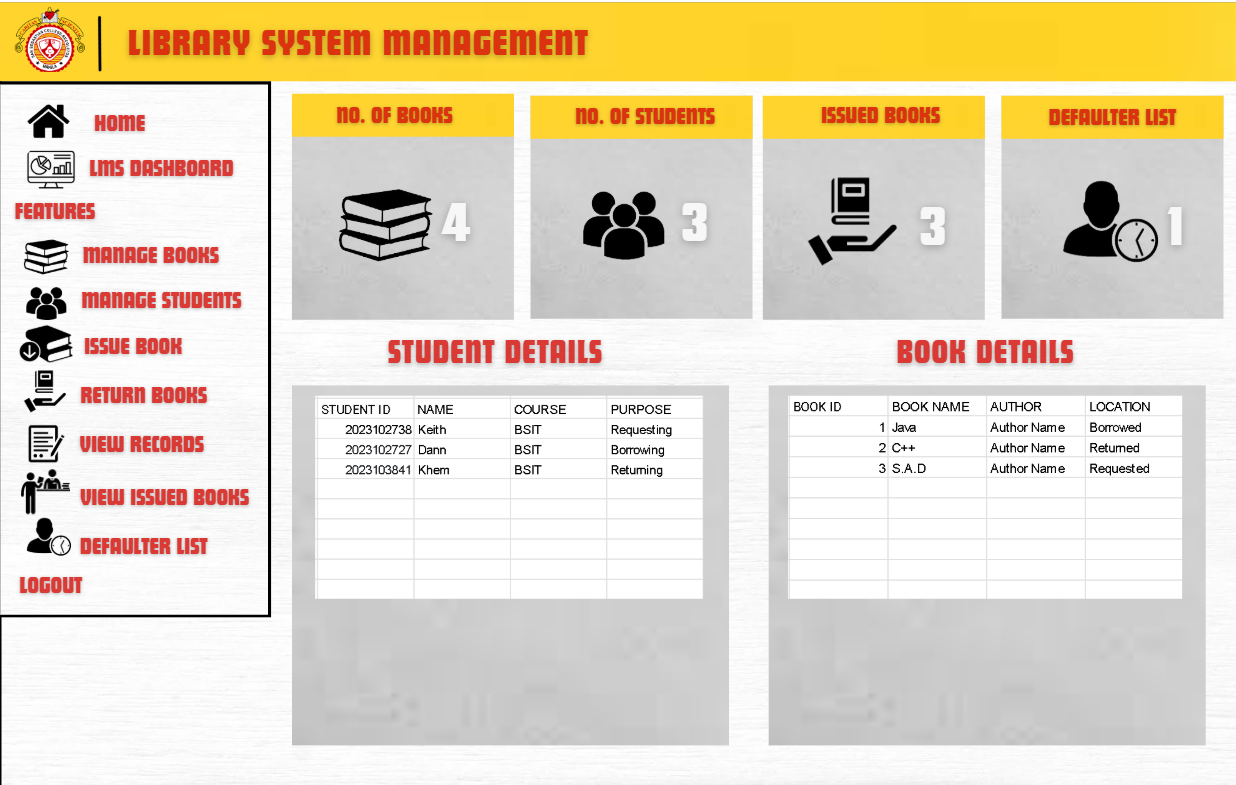 LIBRARY SYSTEM MANAGEMENT
HOME
LMS DASHBOARD
FEATURES
MANAGE BOOKS
MANAGE STUDENTS
ISSUE BOOK
RETURN BOOKS
VIEW RECORDS
VIEW ISSUED BOOKS
DEFAULTER LIST
LOGOUT
NO. OF BOOKS
4
NO. OF STUDENTS
3
ISSUED BOOKS
3
DEFAULTER LIST
1
STUDENT DETAILS
STUDENT ID NAME COURSE PURPOSE
2023102738 Keith BSIT Requesting
2023102727 Dann BSIT Borrowing
2023103841 Khem BSIT Returning
BOOK DETAILS
BOOK ID BOOK NAME AUTHOR LOCATION
1 Java Author Name Borrowed
2 C++ Author Name Returned
3 S.A.D Author Name Requested